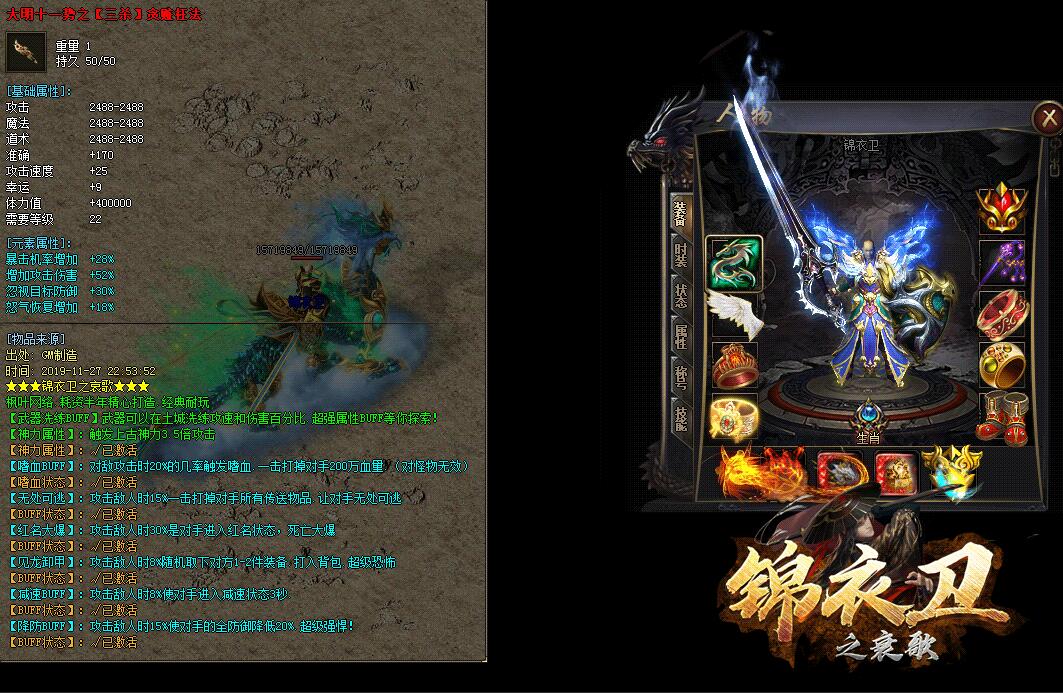 大明十一势之【三杀】贪赃枉法
重量 1
持久 50/50
[基础属性]:
攻击 2488-2488
魔法 2488-2488
道术 2488-2488
准确 +170
攻击速度 +25
幸运 +9
体力值 +400000
需要等级 22
[元素属性]:
暴击机率增加 +28%
增加攻击伤害 +52%
忽视目标防御 +30%
怒气恢复增加 +18%
[物品来源]
出处: GM制造
时间: 2019-11-27 22:53:52
★★★锦衣卫之哀歌★★★
枫叶网络 耗资半年精心打造 经典耐玩
【武器洗练BUFF】武器可以在土城洗练攻速和伤害百分比 超强属性BUFF等你探索!
【神力属性】: 触发上古神力3.5倍攻击
【神力属性】: √已激活
【嗜血BUFF】: 对敌攻击时20%的几率触发嗜血.一击打掉对手200万血量 (对怪物无效)
【嗜血状态】: √已激活
【无处可逃】: 攻击敌人时15%一击打掉对手所有传送物品.让对手无处可逃
【BUFF状态】: √已激活
【红名大爆】: 攻击敌人时30%是对手进入红名状态, 死亡大爆
【BUFF状态】: √已激活
【见龙卸甲】: 攻击敌人时8%随机取下对方1-2件装备.打入背包.超级恐怖
【BUFF状态】: √已激活
【减速BUFF】: 攻击敌人时8%使对手进入减速状态3秒
【BUFF状态】: √已激活
【降防BUFF】: 攻击敌人时15%使对手的全防御降低20%.超级强悍!
【BUFF状态】: √已激活
15719849/15719849
锦衣卫
人物
锦衣卫
装备
时装
状态
属性
称号
技能
生肖
锦衣卫
之哀歌